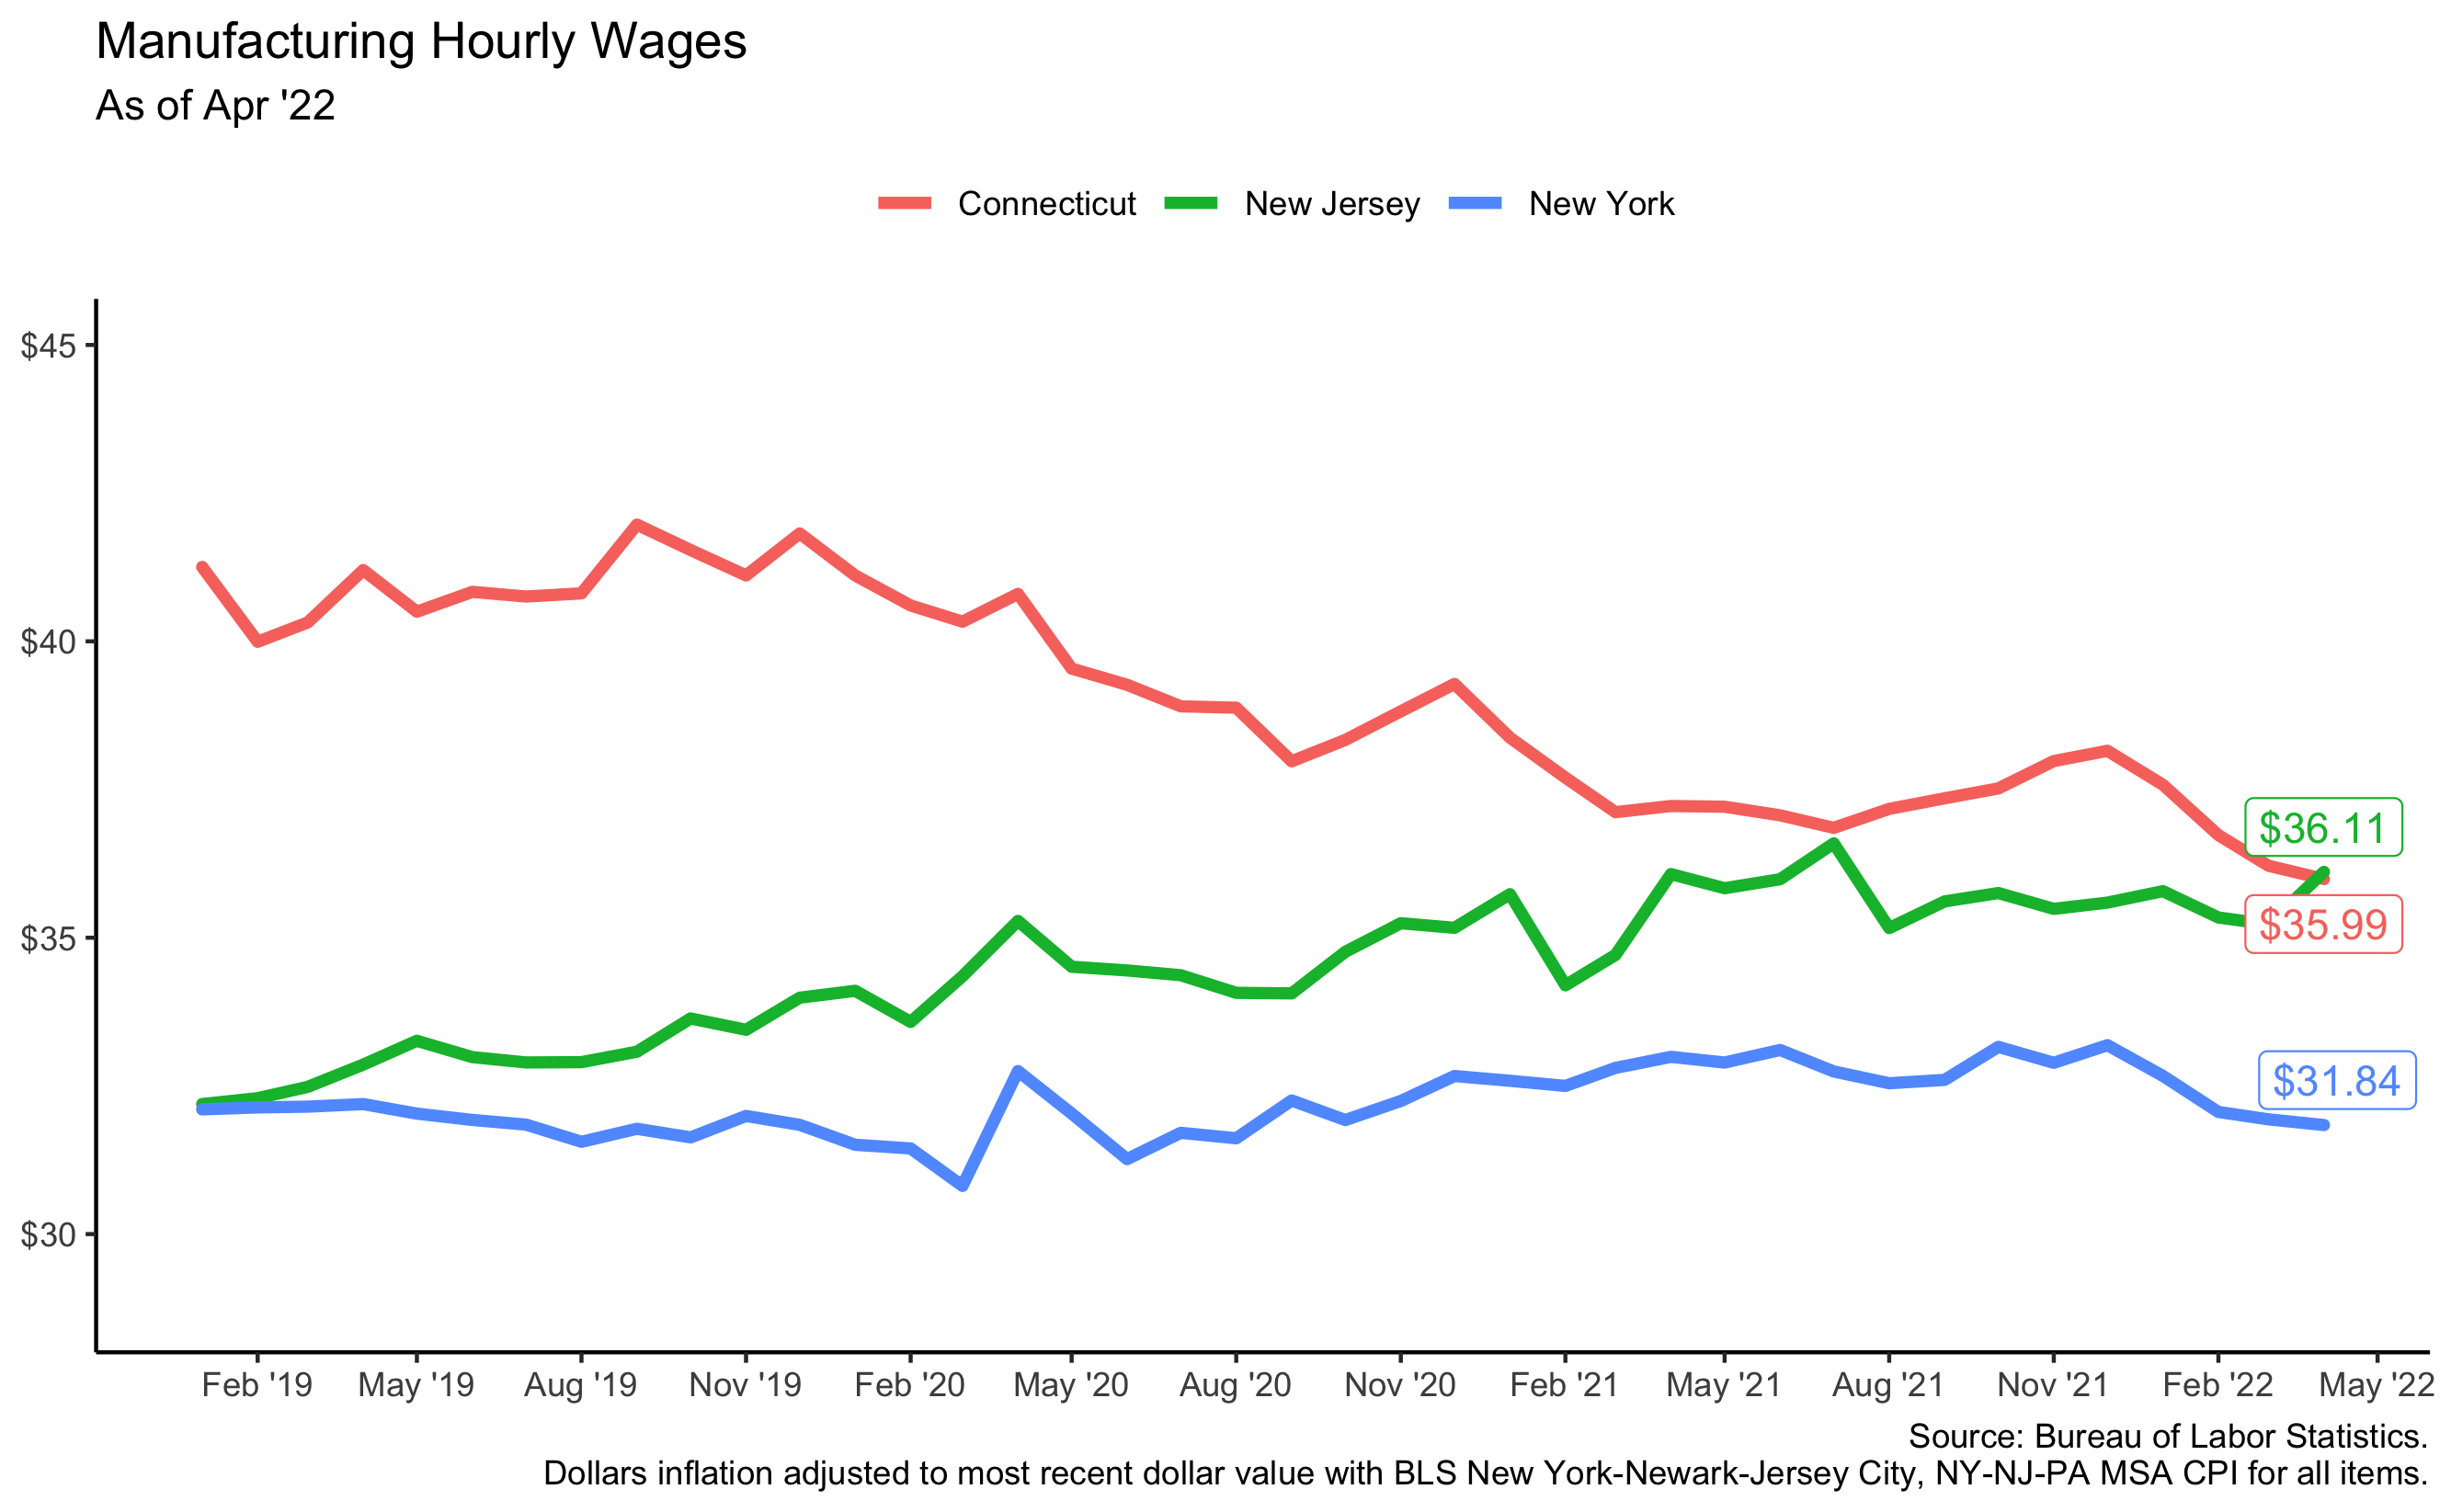 Manufacturing Hourly Wages
As of Apr '22
Connecticut New Jersey New York
$45
$40
$35
$30
$36.11
$35.99
$31.84
Feb '19 May '19 Aug '19 Nov '19 Feb '20 May '20 Aug '20 Nov '20 Feb '21 May '21 Aug '21 Nov '21 Feb '22 May '22
Source: Bureau of Labor Statistics.
Dollars inflation adjusted to most recent dollar value with BLS New York-Newark-Jersey City, NY-NJ-PA MSA CPI for all items.